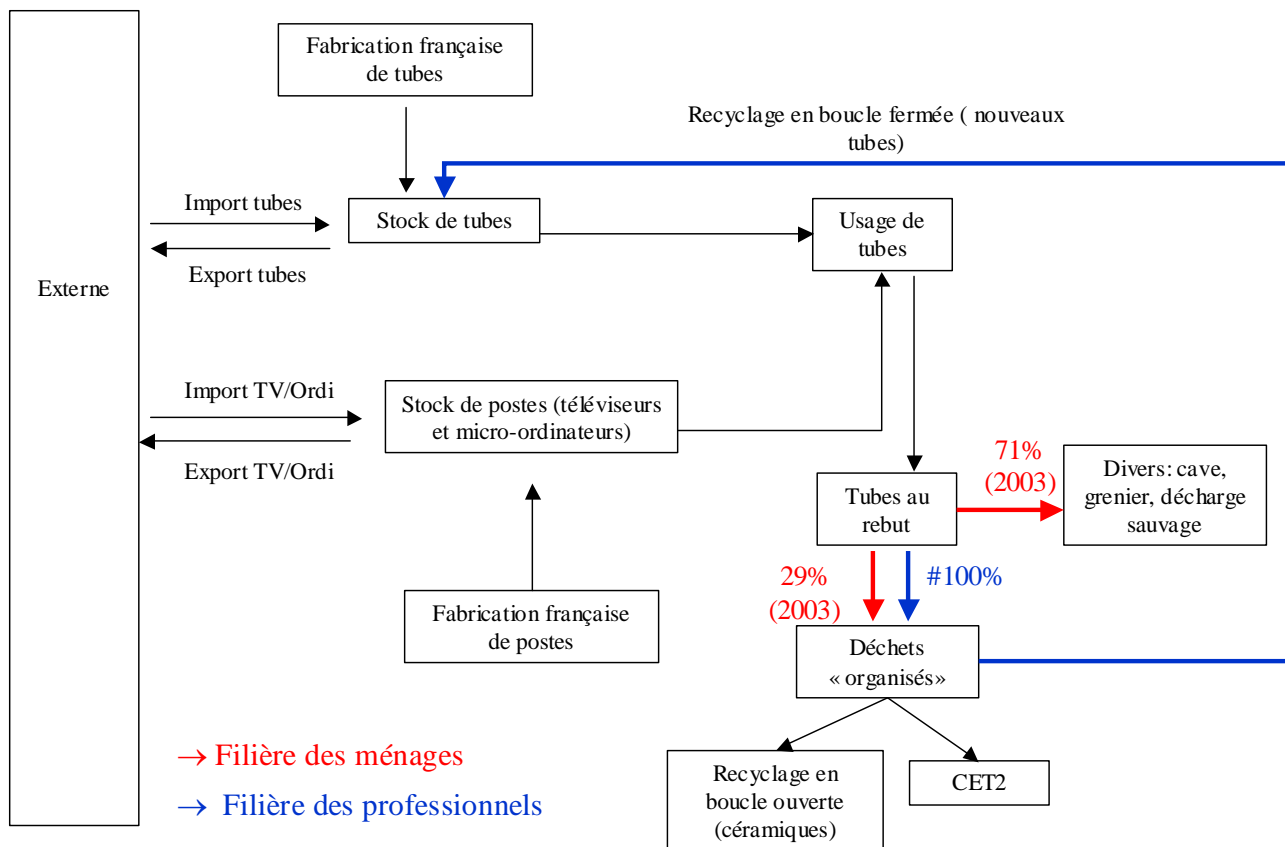 Fabrication française
de tubes
Recyclage en boucle fermée ( nouveaux
tubes)
Import tubes
Stock de tubes
Usage de
tubes
Export tubes
Externe
Import TV/Ordi
Stock de postes (téléviseurs
et micro-ordinateurs)
Export TV/Ordi
71%
(2003)
Divers: cave,
grenier, décharge
sauvage
Tubes au
rebut
29%
(2003)
#100%
Fabrication française
de postes
Déchets
« organisés»
→ Filière des ménages
→ Filière des professionnels
Recyclage en
boucle ouverte
(céramiques)
CET2